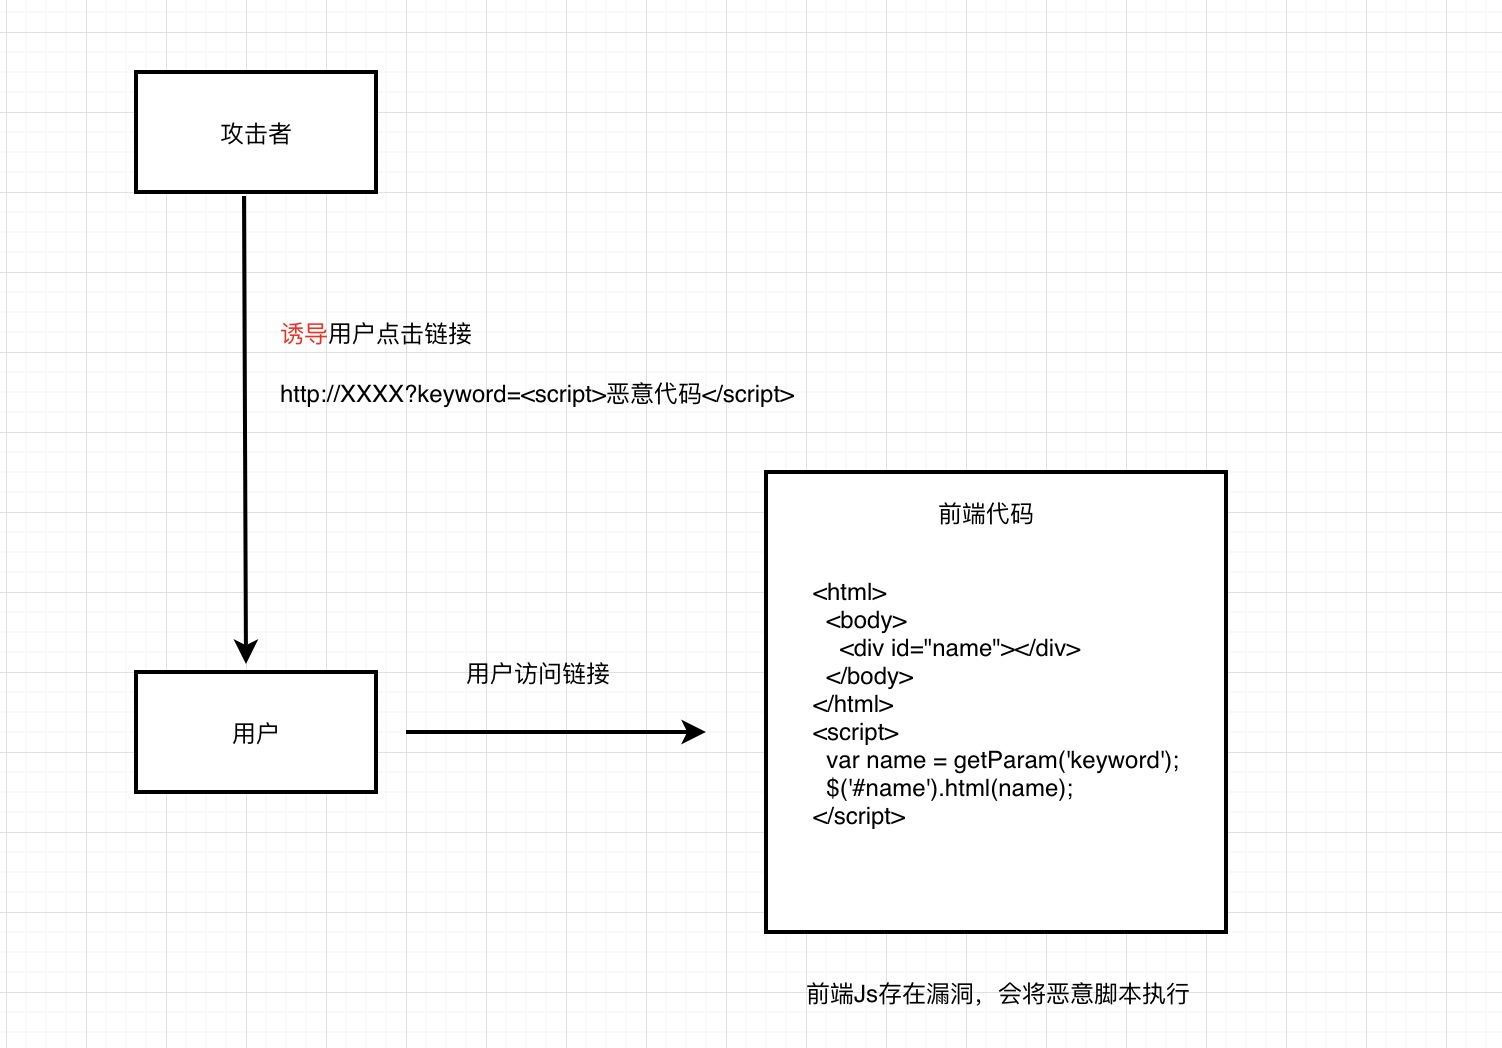 攻击者
诱导用户点击链接
http://XXXX?keyword=<script>恶意代码</script>
用户
用户访问链接
前端代码
<html>
<body>
<div id="name"></div>
</body>
</html>
<script>
var name = getParam('keyword');
$('#name').html(name);
</script>
前端Js存在漏洞，会将恶意脚本执行